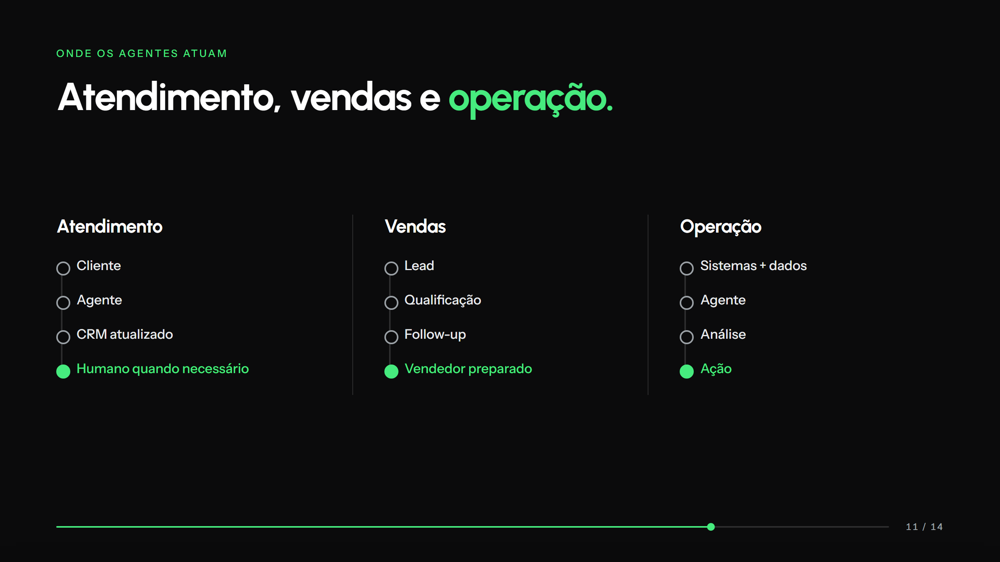 ONDE OS AGENTES ATUAM
Atendimento, vendas e operação.
Atendimento
Cliente
Agente
CRM atualizado
Humano quando necessário
Vendas
Lead
Qualificação
Follow-up
Vendedor preparado
Operação
Sistemas + dados
Agente
Análise
Ação
11 / 14